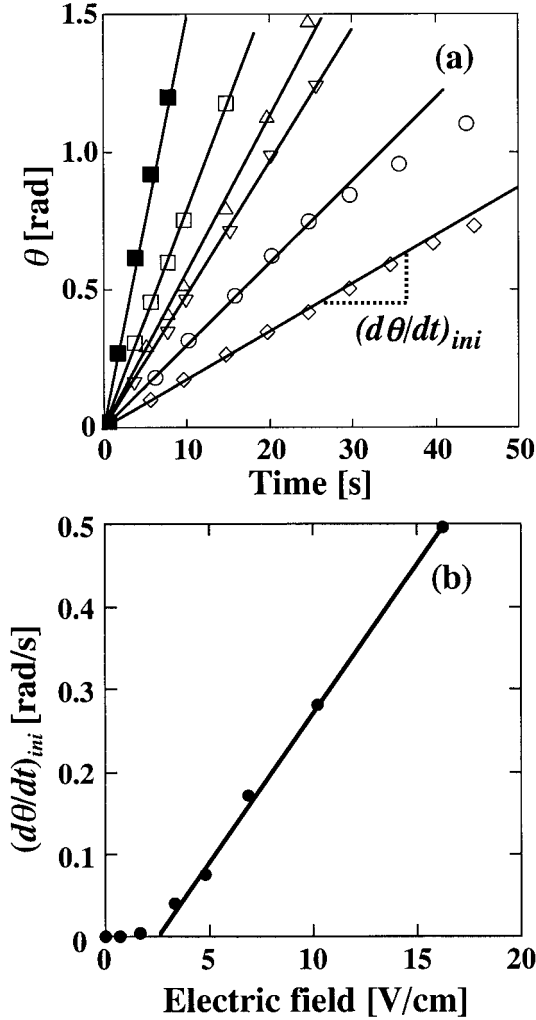 1.5
1.0
0.5
0
θ [rad]
(a)
(dθ/dt)ini
0 10 20 30 40 50
Time [s]
0.5
0.4
0.3
0.2
0.1
0
(dθ/dt)ini [rad/s]
(b)
0 5 10 15 20
Electric field [V/cm]